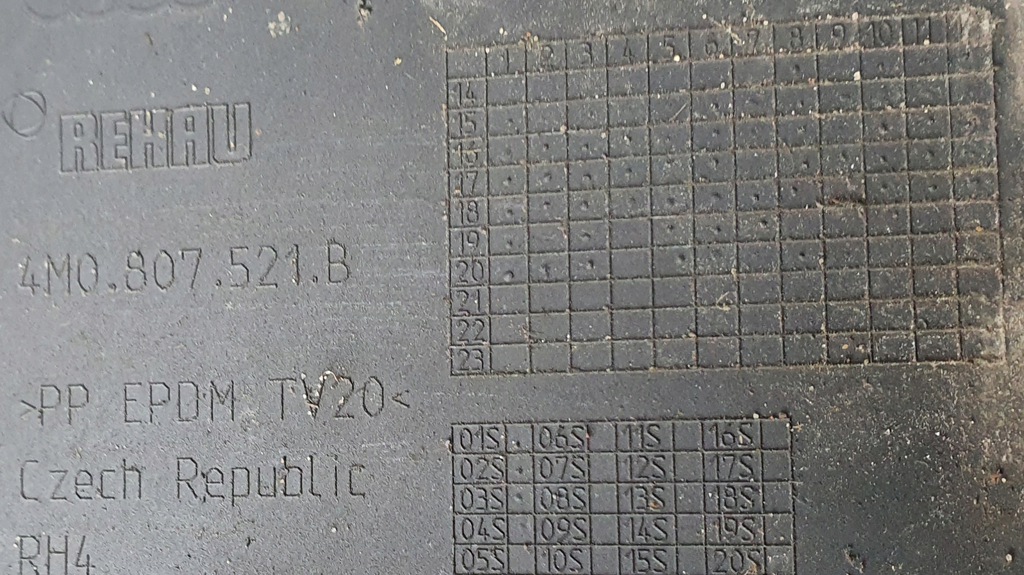 REHAU
4M0.807.521.B
>PP EPDM TV20<
Czech Republic
RH4
1 2 3 4 5 6 7 8 9 10 11
14
15
16
17
18
19
20
21
22
23
01S 06S 11S 16S
02S 07S 12S 17S
03S 08S 13S 18S
04S 09S 14S 19S
05S 10S 15S 20S